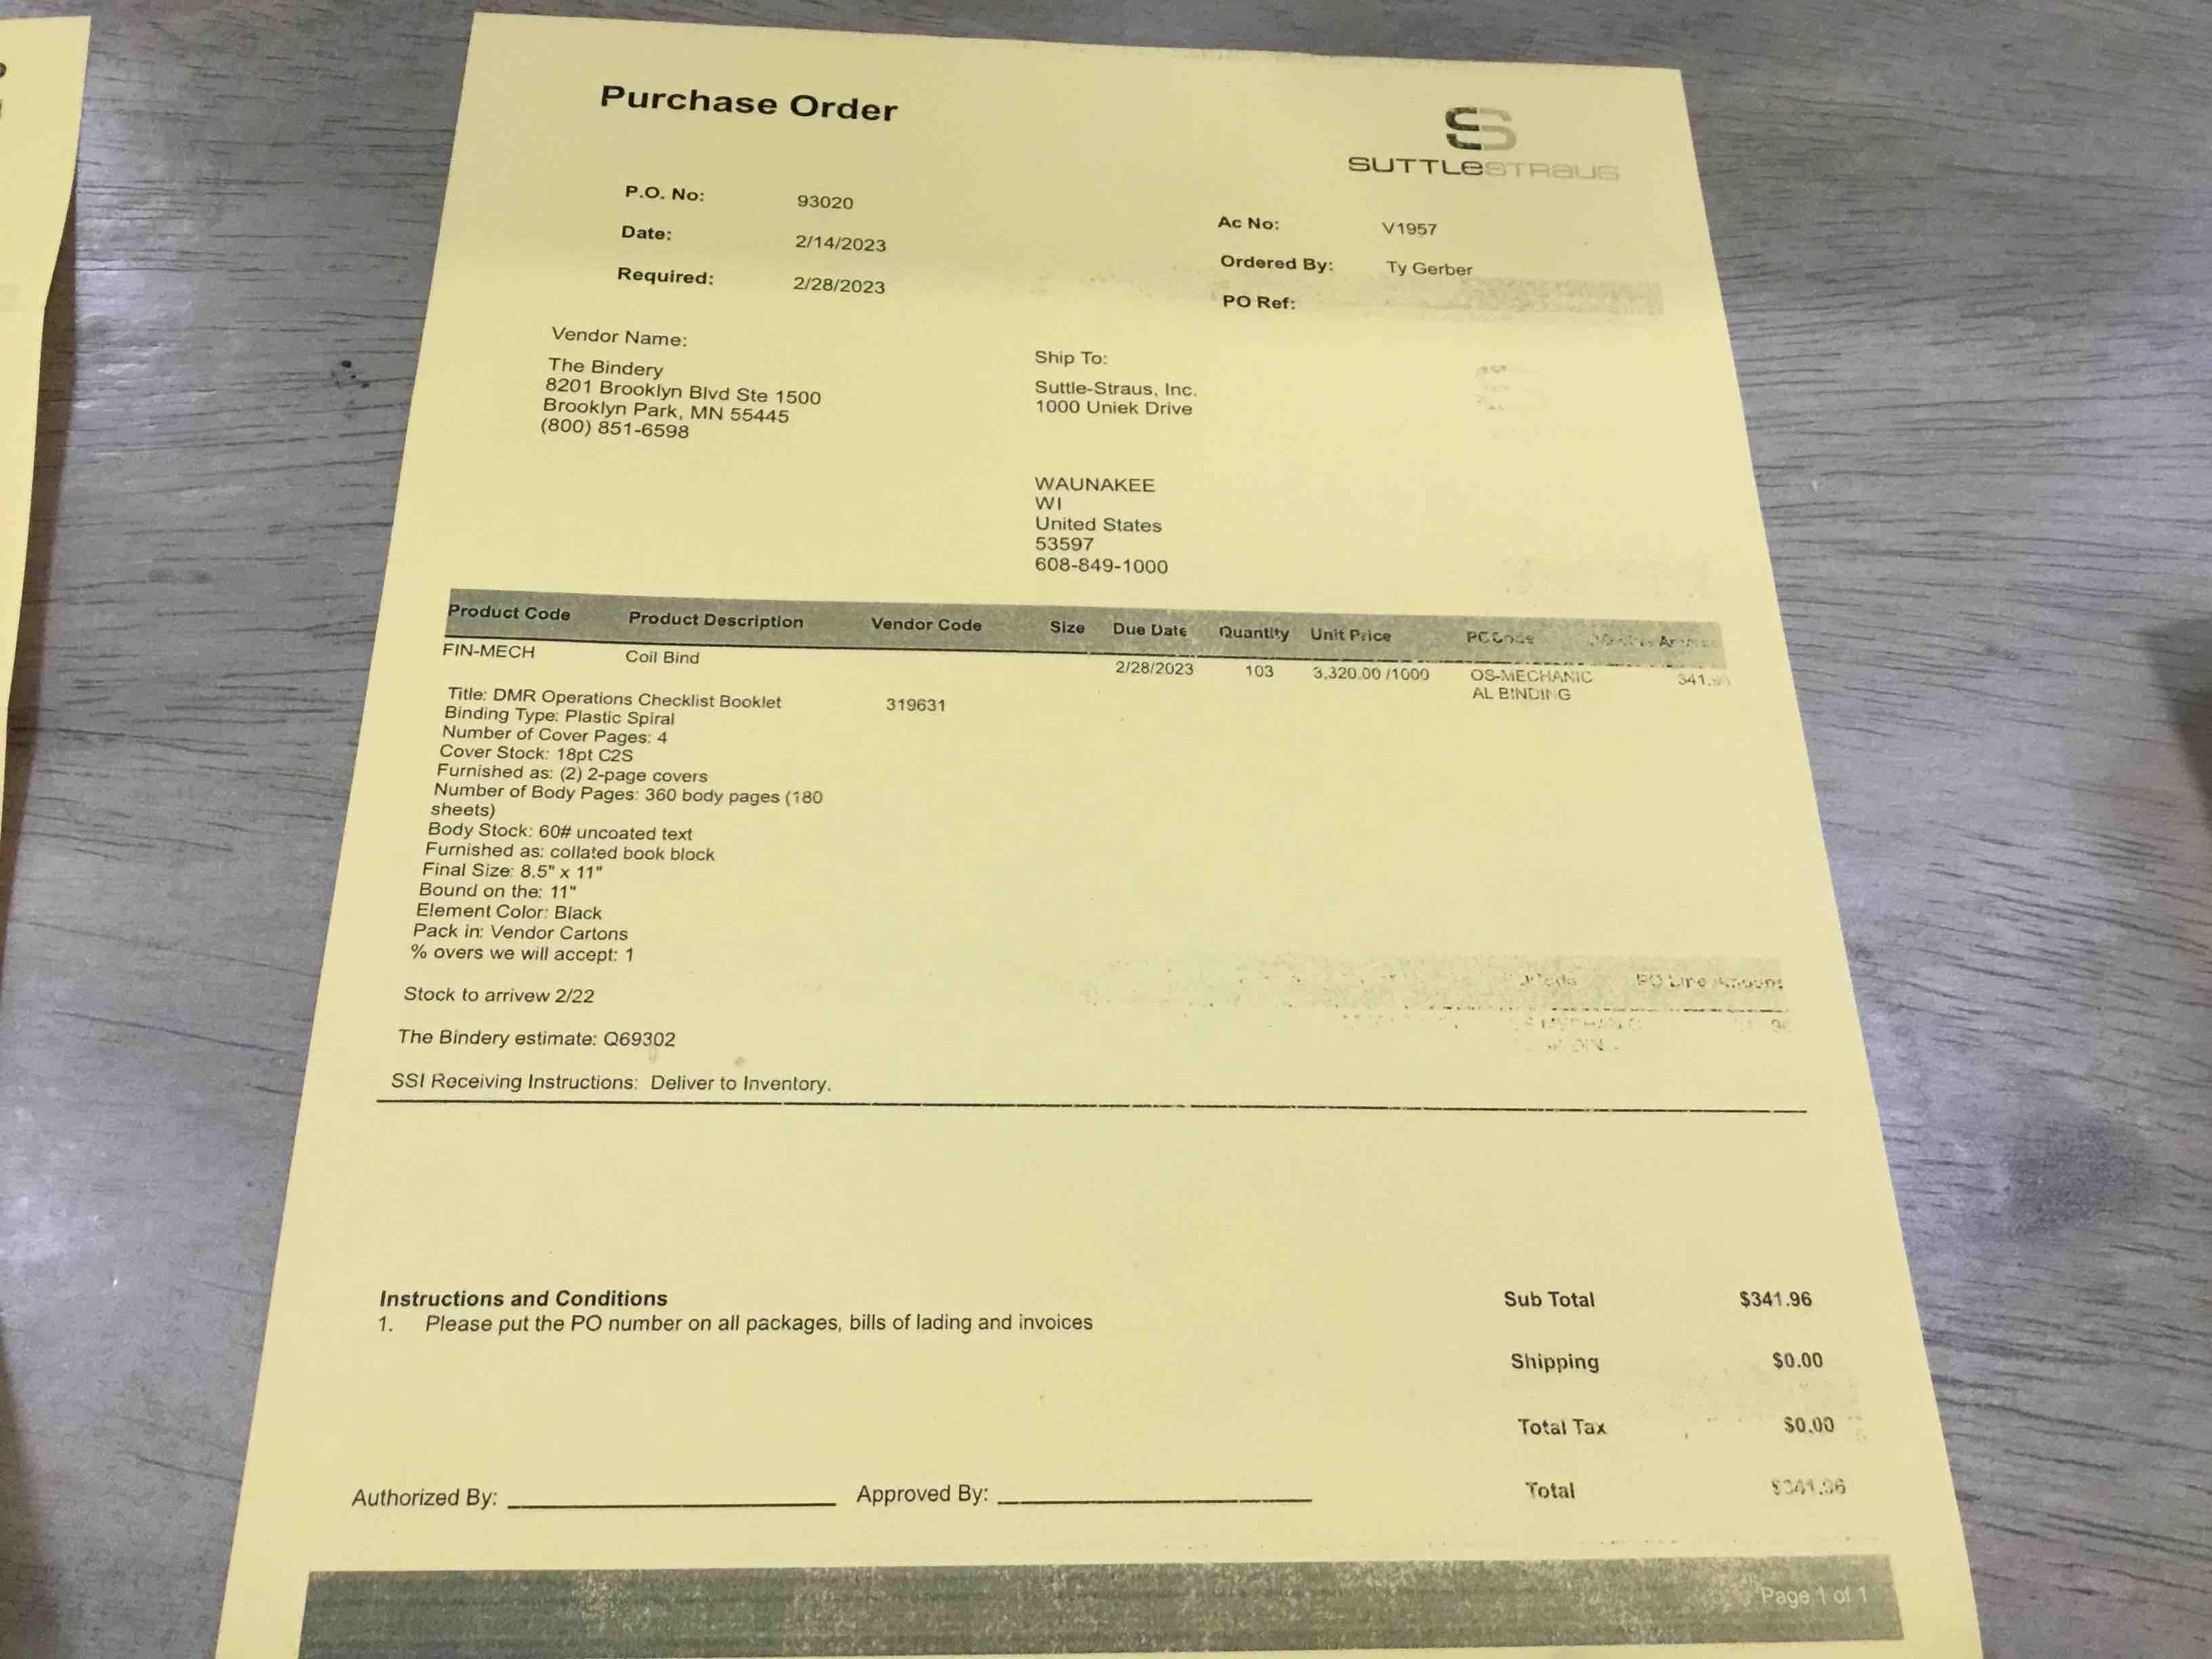 Purchase Order
SUTTLESTRAUS
P.O. No: 93020
Date: 2/14/2023
Required: 2/28/2023
Ac No: V1957
Ordered By: Ty Gerber
PO Ref:
Vendor Name:
The Bindery
8201 Brooklyn Blvd Ste 1500
Brooklyn Park, MN 55445
(800) 851-6598
Ship To:
Suttle-Straus, Inc.
1000 Uniek Drive
WAUNAKEE
WI
United States
53597
608-849-1000
Product Code Product Description Vendor Code Size Due Date Quantity Unit Price PC Code
FIN-MECH Coil Bind 2/28/2023 103 3,320.00 /1000 OS-MECHANIC 341.96
AL BINDING
Title: DMR Operations Checklist Booklet 319631
Binding Type: Plastic Spiral
Number of Cover Pages: 4
Cover Stock: 18pt C2S
Furnished as: (2) 2-page covers
Number of Body Pages: 360 body pages (180
sheets)
Body Stock: 60# uncoated text
Furnished as: collated book block
Final Size: 8.5" x 11"
Bound on the: 11"
Element Color: Black
Pack in: Vendor Cartons
% overs we will accept: 1
PO Line Amount
Stock to arrivew 2/22
The Bindery estimate: Q69302
SSI Receiving Instructions: Deliver to Inventory.
Instructions and Conditions
1. Please put the PO number on all packages, bills of lading and invoices
Sub Total $341.96
Shipping $0.00
Total Tax $0.00
Total $341.96
Authorized By: Approved By:
Page 1 of 1